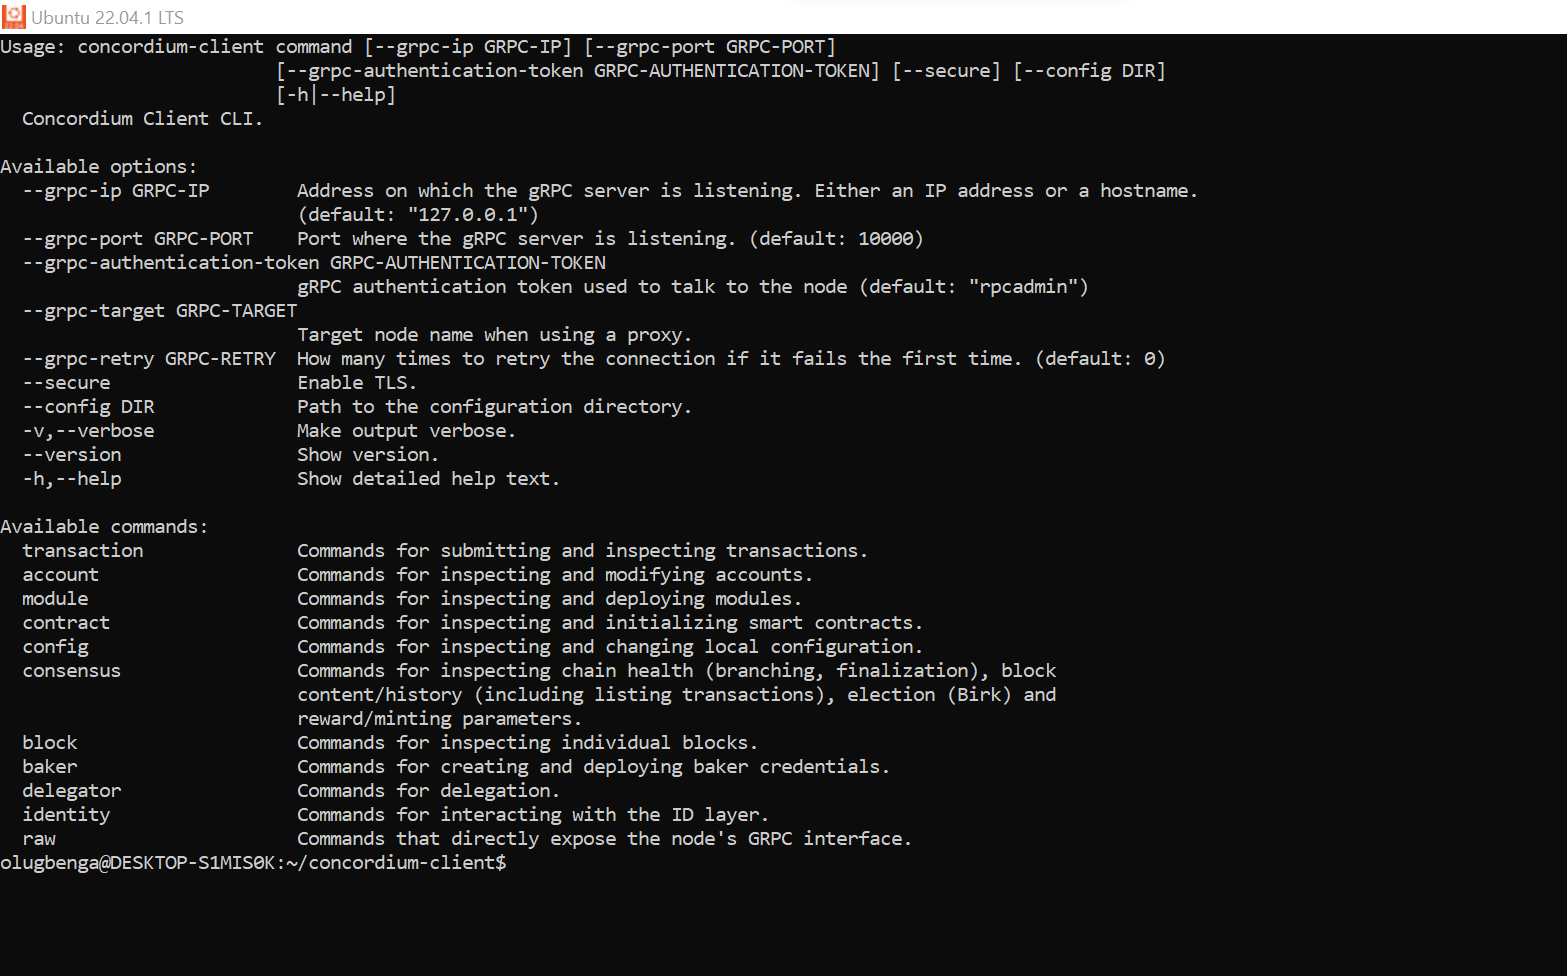 Ubuntu 22.04.1 LTS
Usage: concordium-client command [--grpc-ip GRPC-IP] [--grpc-port GRPC-PORT]
                         [--grpc-authentication-token GRPC-AUTHENTICATION-TOKEN] [--secure] [--config DIR]
                         [-h|--help]
  Concordium Client CLI.

Available options:
  --grpc-ip GRPC-IP        Address on which the gRPC server is listening. Either an IP address or a hostname.
                           (default: "127.0.0.1")
  --grpc-port GRPC-PORT    Port where the gRPC server is listening. (default: 10000)
  --grpc-authentication-token GRPC-AUTHENTICATION-TOKEN
                           gRPC authentication token used to talk to the node (default: "rpcadmin")
  --grpc-target GRPC-TARGET
                           Target node name when using a proxy.
  --grpc-retry GRPC-RETRY  How many times to retry the connection if it fails the first time. (default: 0)
  --secure                 Enable TLS.
  --config DIR             Path to the configuration directory.
  -v,--verbose             Make output verbose.
  --version                Show version.
  -h,--help                Show detailed help text.

Available commands:
  transaction              Commands for submitting and inspecting transactions.
  account                  Commands for inspecting and modifying accounts.
  module                   Commands for inspecting and deploying modules.
  contract                 Commands for inspecting and initializing smart contracts.
  config                   Commands for inspecting and changing local configuration.
  consensus                Commands for inspecting chain health (branching, finalization), block
                           content/history (including listing transactions), election (Birk) and
                           reward/minting parameters.
  block                    Commands for inspecting individual blocks.
  baker                    Commands for creating and deploying baker credentials.
  delegator                Commands for delegation.
  identity                 Commands for interacting with the ID layer.
  raw                      Commands that directly expose the node's GRPC interface.
olugbenga@DESKTOP-S1MIS0K:~/concordium-client$